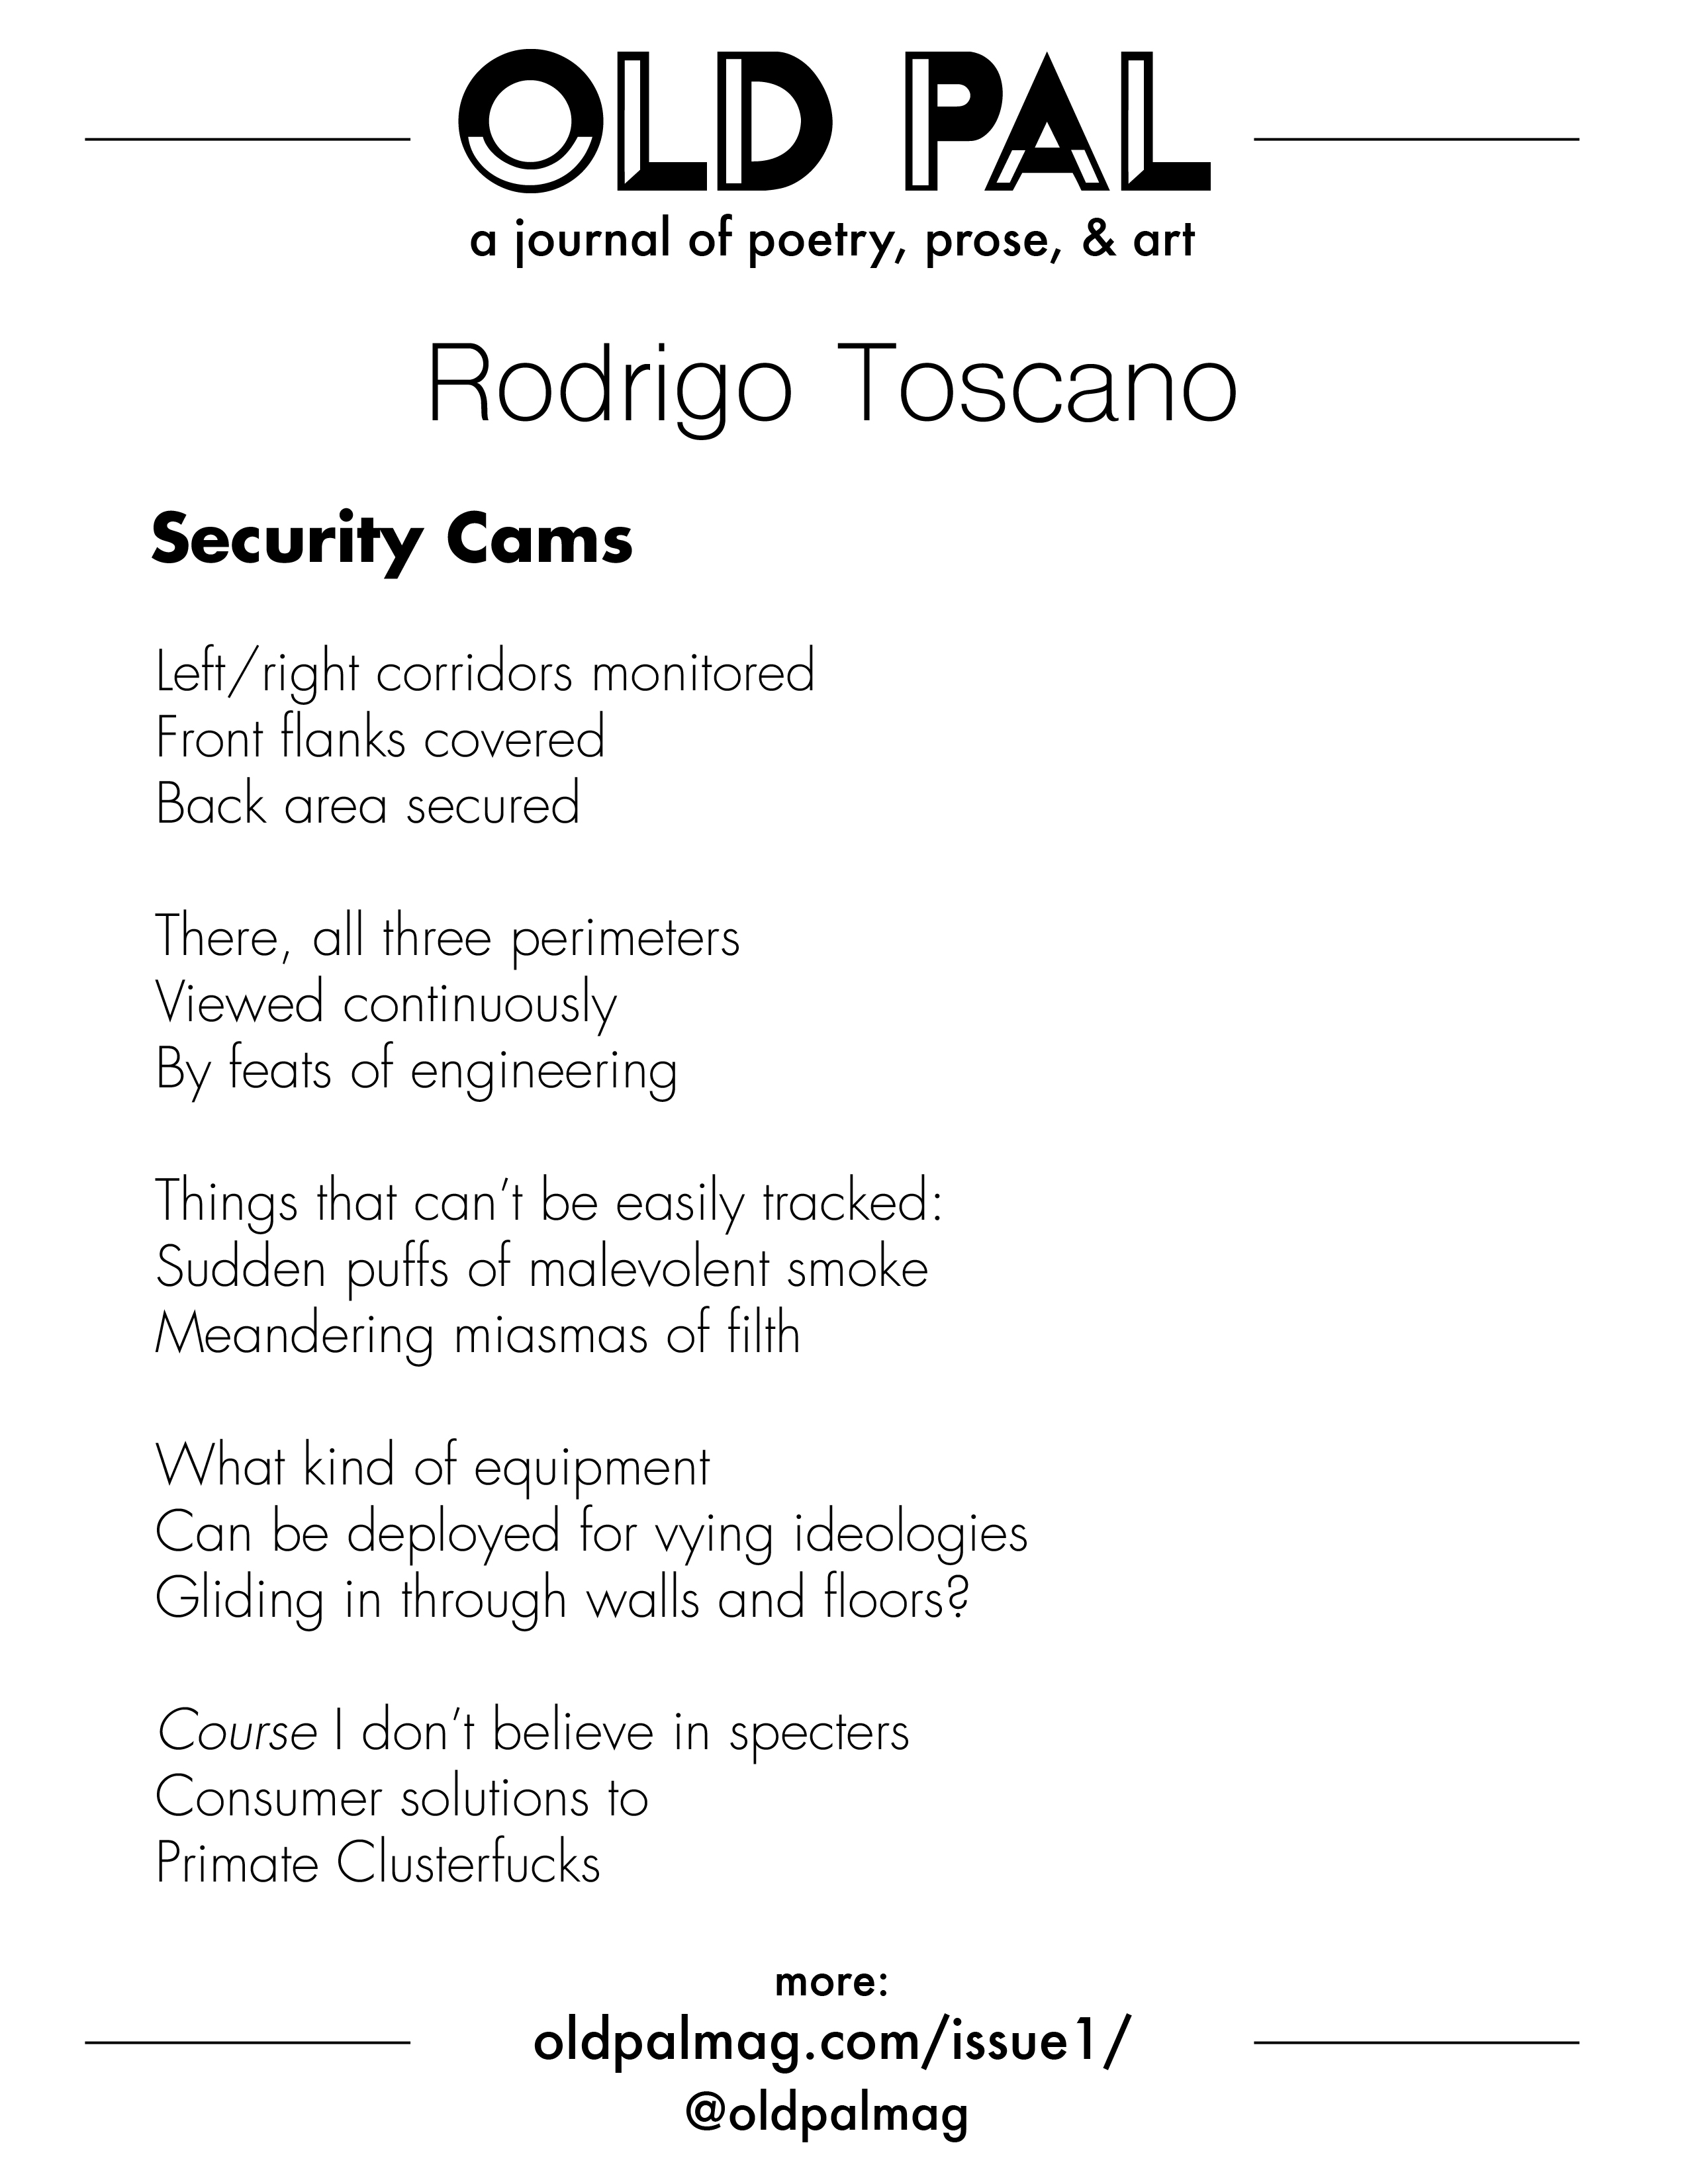 OLD PAL
a journal of poetry, prose, & art
Rodrigo Toscano
Security Cams
Left/right corridors monitored
Front flanks covered
Back area secured
There, all three perimeters
Viewed continuously
By feats of engineering
Things that can’t be easily tracked:
Sudden puffs of malevolent smoke
Meandering miasmas of filth
What kind of equipment
Can be deployed for vying ideologies
Gliding in through walls and floors?
Course I don’t believe in specters
Consumer solutions to
Primate Clusterfucks
more:
oldpalmag.com/issue1/
@oldpalmag